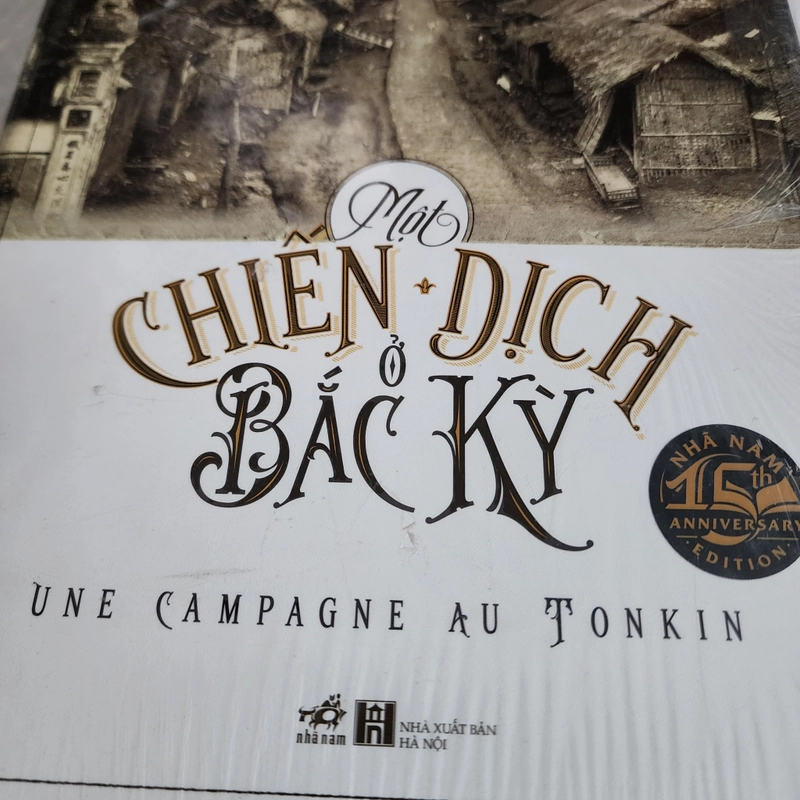 Một
CHIẾN DỊCH
Ở
BẮC KỲ
NHÃ NAM
15th
ANNIVERSARY
EDITION
UNE CAMPAGNE AU TONKIN
nhã nam
NHÀ XUẤT BẢN
HÀ NỘI